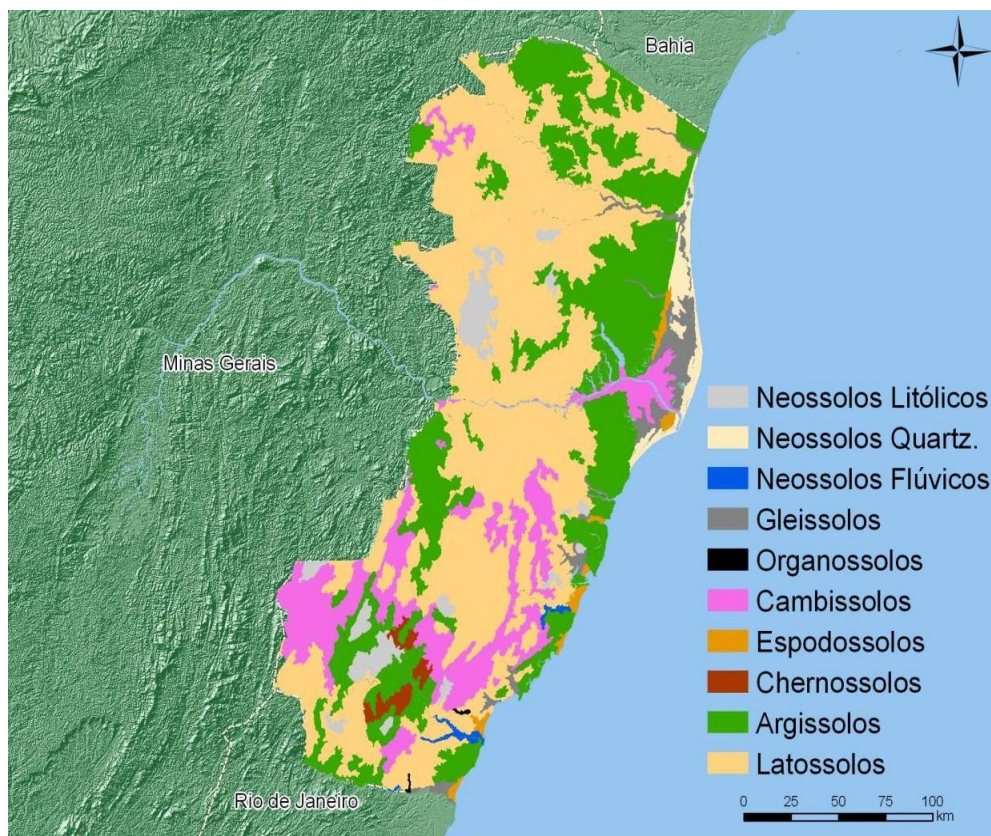 Bahia
Minas Gerais
Rio de Janeiro
Neossolos Litólicos
Neossolos Quartz.
Neossolos Flúvicos
Gleissolos
Organossolos
Cambissolos
Espodossolos
Chernossolos
Argissolos
Latossolos
0 25 50 75 100
km